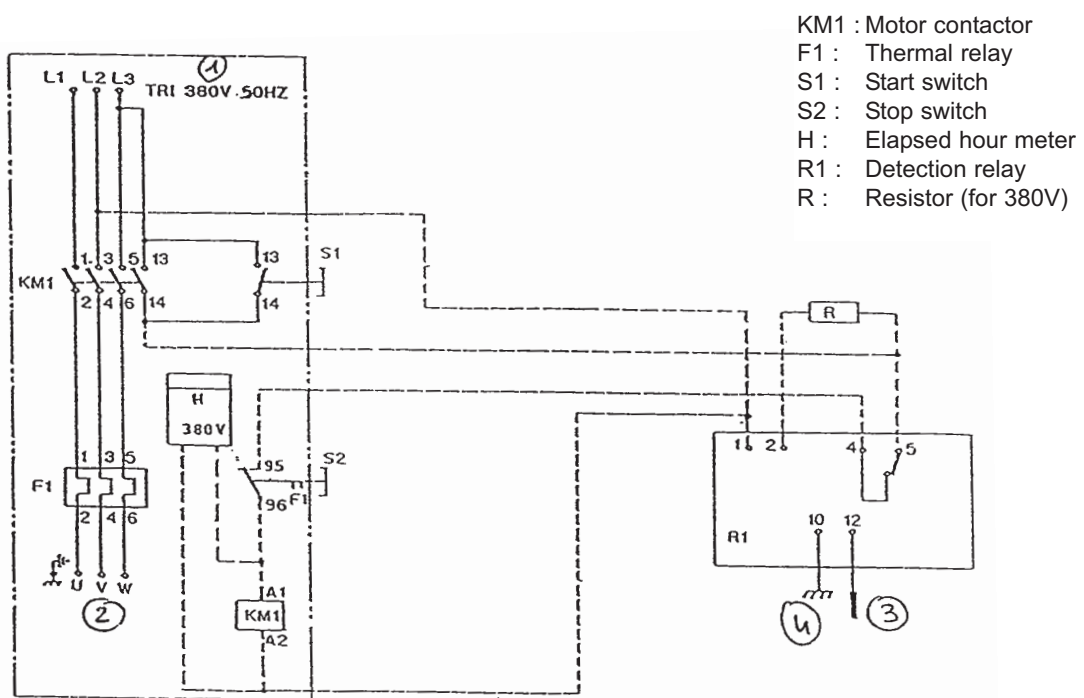 KM1 : Motor contactor
F1 : Thermal relay
S1 : Start switch
S2 : Stop switch
H : Elapsed hour meter
R1 : Detection relay
R : Resistor (for 380V)
1
L1 L2 L3
TRI 380V.50HZ
1 3 5 13 13 S1
KM1
2 4 6 14 14
R
H
380V
1 2 4 5
95 S2
F1
96
1 3 5
F1
2 4 6
10 12
R1
U V W
2
A1
KM1
A2
4 3